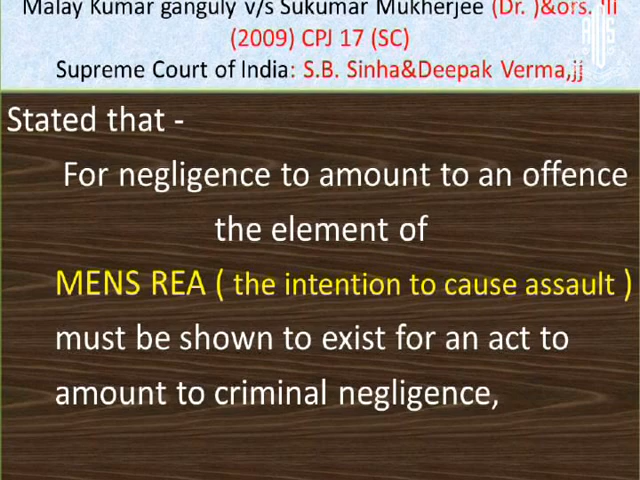 Malay Kumar ganguly v/s Sukumar Mukherjee (Dr. )&ors. III
(2009) CPJ 17 (SC)
Supreme Court of India: S.B. Sinha&Deepak Verma,jj
Stated that -
For negligence to amount to an offence
the element of
MENS REA ( the intention to cause assault )
must be shown to exist for an act to
amount to criminal negligence,